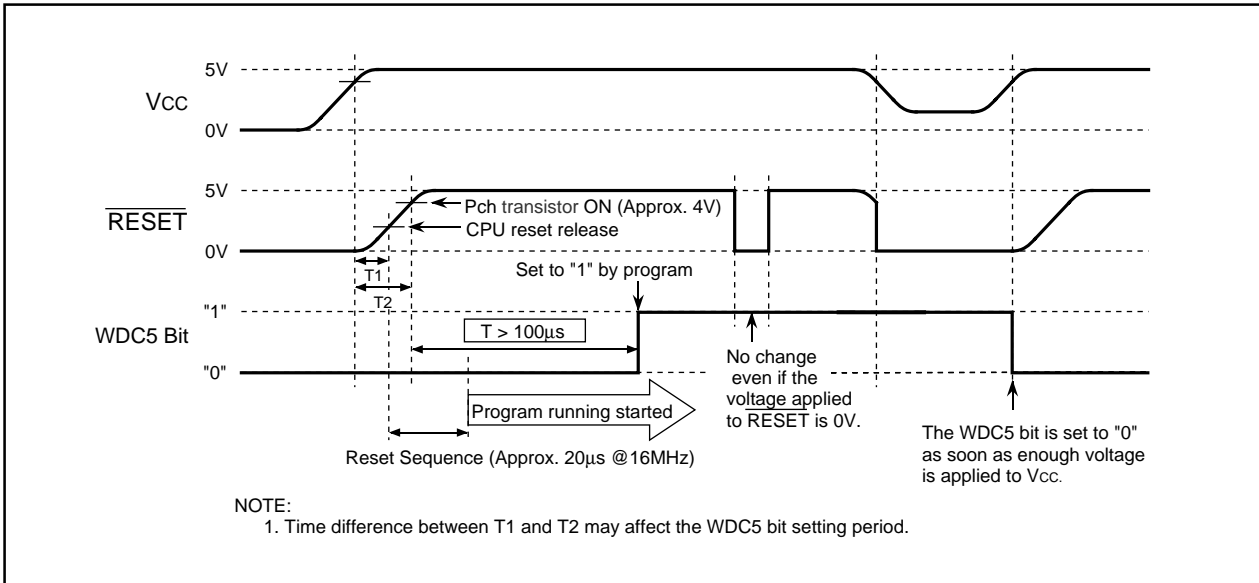 5V
VCC
0V
5V
RESET
0V
Pch transistor ON (Approx. 4V)
CPU reset release
T1
T2
Set to "1" by program
"1"
WDC5 Bit
"0"
T > 100µs
No change
even if the
voltage applied
to RESET is 0V.
Program running started
The WDC5 bit is set to "0"
as soon as enough voltage
is applied to VCC.
Reset Sequence (Approx. 20µs @16MHz)
NOTE:
1. Time difference between T1 and T2 may affect the WDC5 bit setting period.